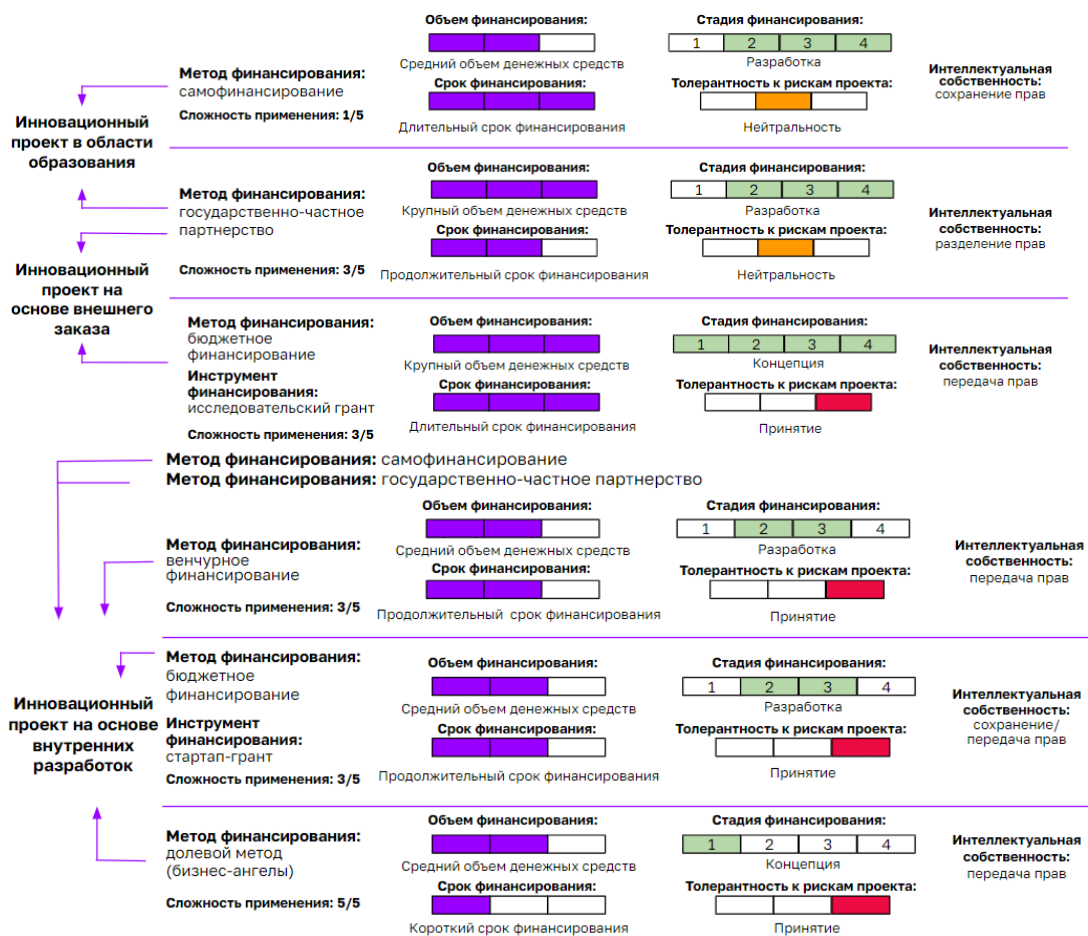 Инновационный
проект в области
образования
Метод финансирования:
самофинансирование
Сложность применения: 1/5
Объем финансирования:
Средний объем денежных средств
Срок финансирования:
Длительный срок финансирования
Стадия финансирования:
1 2 3 4
Разработка
Толерантность к рискам проекта:
Нейтральность
Интеллектуальная
собственность:
сохранение прав
Метод финансирования:
государственно-частное
партнерство
Сложность применения: 3/5
Объем финансирования:
Крупный объем денежных средств
Срок финансирования:
Продолжительный срок финансирования
Стадия финансирования:
1 2 3 4
Разработка
Толерантность к рискам проекта:
Нейтральность
Интеллектуальная
собственность:
разделение прав
Инновационный
проект на
основе внешнего
заказа
Метод финансирования:
бюджетное
финансирование
Инструмент
финансирования:
исследовательский грант
Сложность применения: 3/5
Объем финансирования:
Крупный объем денежных средств
Срок финансирования:
Длительный срок финансирования
Стадия финансирования:
1 2 3 4
Концепция
Толерантность к рискам проекта:
Принятие
Интеллектуальная
собственность:
передача прав
Метод финансирования: самофинансирование
Метод финансирования: государственно-частное партнерство
Метод финансирования:
венчурное
финансирование
Сложность применения: 3/5
Объем финансирования:
Средний объем денежных средств
Срок финансирования:
Продолжительный срок финансирования
Стадия финансирования:
1 2 3 4
Разработка
Толерантность к рискам проекта:
Принятие
Интеллектуальная
собственность:
передача прав
Инновационный
проект на основе
внутренних
разработок
Метод финансирования:
бюджетное
финансирование
Инструмент
финансирования:
стартап-грант
Сложность применения: 3/5
Объем финансирования:
Средний объем денежных средств
Срок финансирования:
Продолжительный срок финансирования
Стадия финансирования:
1 2 3 4
Разработка
Толерантность к рискам проекта:
Принятие
Интеллектуальная
собственность:
сохранение/
передача прав
Метод финансирования:
долевой метод
(бизнес-ангелы)
Сложность применения: 5/5
Объем финансирования:
Средний объем денежных средств
Срок финансирования:
Короткий срок финансирования
Стадия финансирования:
1 2 3 4
Концепция
Толерантность к рискам проекта:
Принятие
Интеллектуальная
собственность:
передача прав